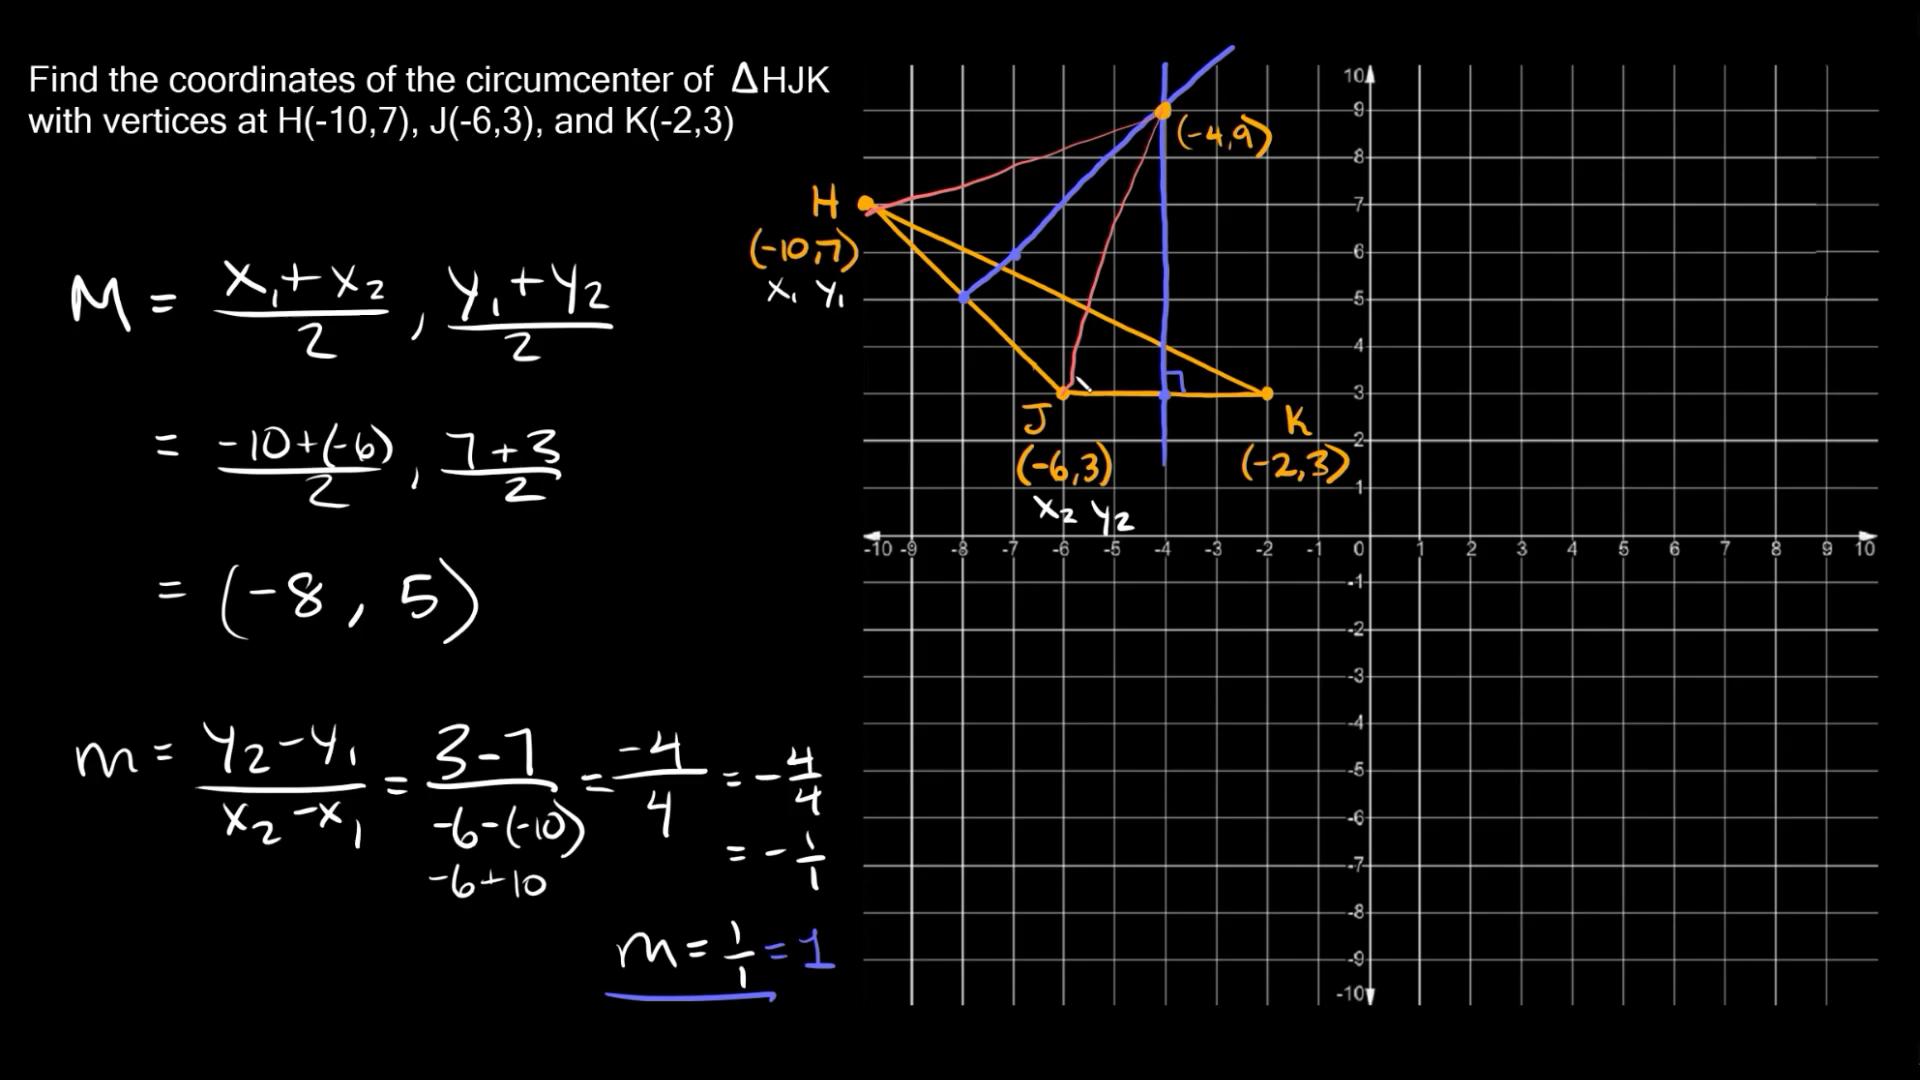 Find the coordinates of the circumcenter of ΔHJK
with vertices at H(-10,7), J(-6,3), and K(-2,3)
M = x₁+x₂/2 , y₁+y₂/2
= -10+(-6)/2 , 7+3/2
= (-8 , 5)
m = y₂-y₁/x₂-x₁ = 3-7/-6-(-10) = -4/4 = -4/4
-6+10
= -1/1
m = 1/1 = 1
(-4,9)
H
(-10,7)
x₁ y₁
J
(-6,3)
x₂ y₂
K
(-2,3)
10
9
8
7
6
5
4
3
2
1
-10 -9 -8 -7 -6 -5 -4 -3 -2 -1 0 1 2 3 4 5 6 7 8 9 10
-1
-2
-3
-4
-5
-6
-7
-8
-9
-10